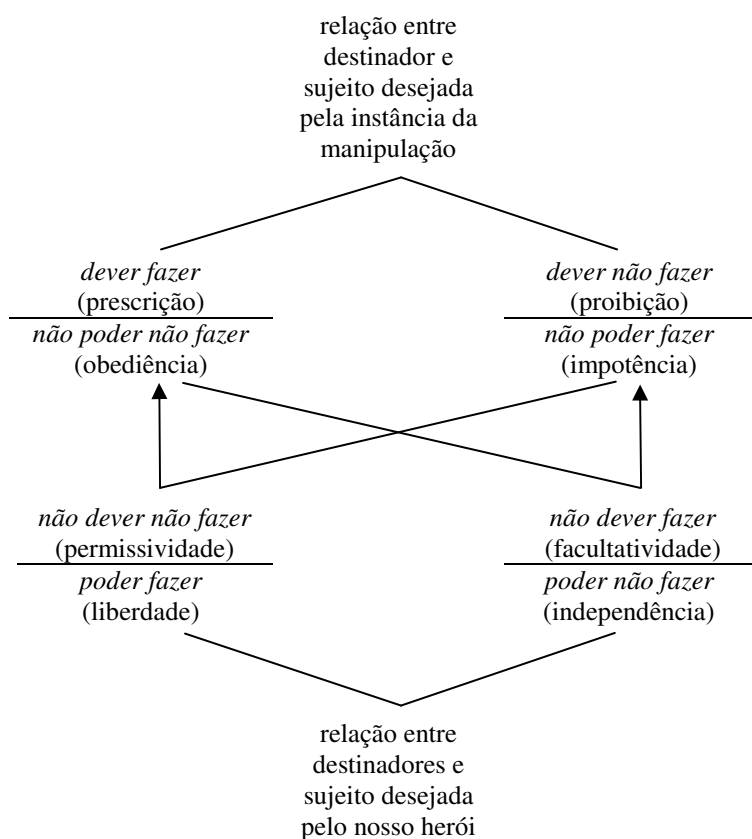 relação entre
destinador e
sujeito desejada
pela instância da
manipulação
dever fazer
(prescrição)
não poder não fazer
(obediência)
dever não fazer
(proibição)
não poder fazer
(impotência)
não dever não fazer
(permissividade)
poder fazer
(liberdade)
não dever fazer
(facultatividade)
poder não fazer
(independência)
relação entre
destinadores e
sujeito desejada
pelo nosso herói